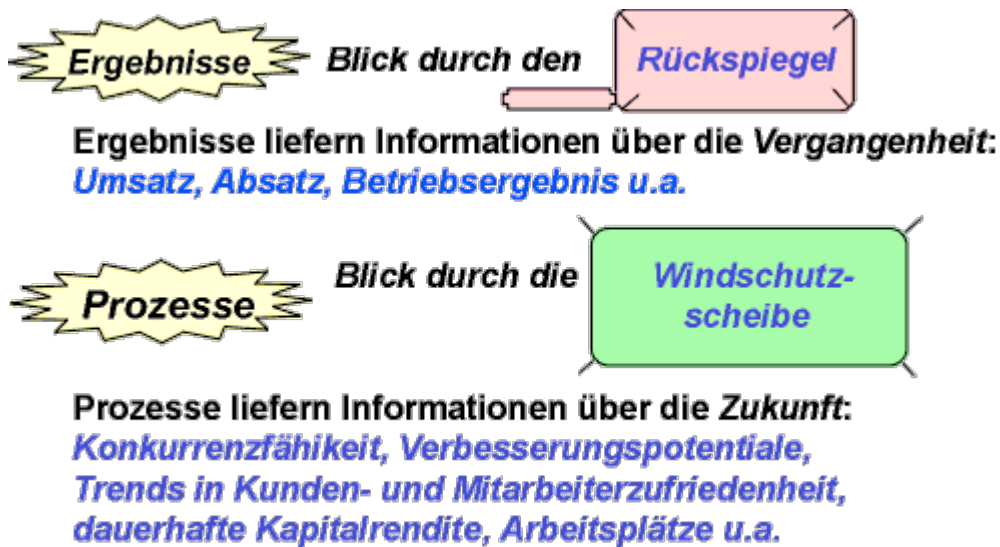 Ergebnisse Blick durch den Rückspiegel
Ergebnisse liefern Informationen über die Vergangenheit:
Umsatz, Absatz, Betriebsergebnis u.a.
Prozesse Blick durch die Windschutz-
scheibe
Prozesse liefern Informationen über die Zukunft:
Konkurrenzfähikeit, Verbesserungspotentiale,
Trends in Kunden- und Mitarbeiterzufriedenheit,
dauerhafte Kapitalrendite, Arbeitsplätze u.a.